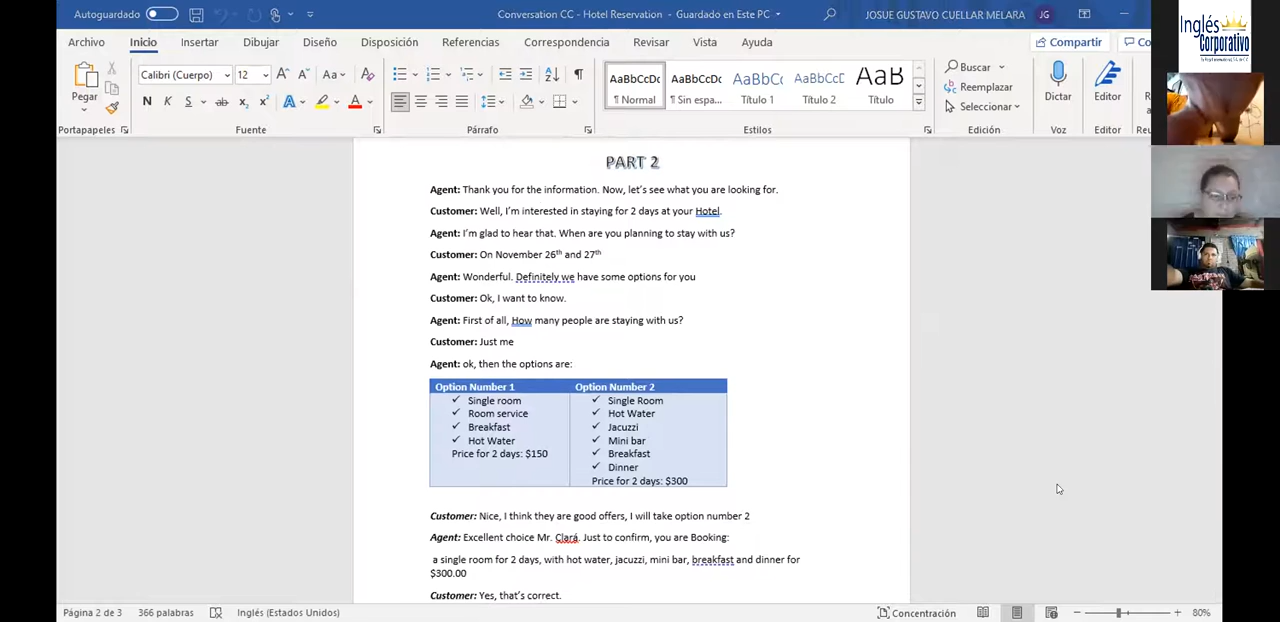 Autoguardado
Conversation CC - Hotel Reservation - Guardado en Este PC
JOSUE GUSTAVO CUELLAR MELARA
JG
Archivo Inicio Insertar Dibujar Diseño Disposición Referencias Correspondencia Revisar Vista Ayuda
Compartir
Co
Inglés
Corporativo
Pegar
Calibri (Cuerpo) 12
Aa
N K S ab x₂ x² A A
AaBbCcDc AaBbCcDc AaBbCc AaBbCcC AaB
¶ Normal ¶ Sin espa... Título 1 Título 2 Título
Buscar
Reemplazar
Seleccionar
Dictar
Editor
Portapapeles Fuente Párrafo Estilos Edición Voz Editor
PART 2
Agent: Thank you for the information. Now, let's see what you are looking for.
Customer: Well, I'm interested in staying for 2 days at your Hotel.
Agent: I'm glad to hear that. When are you planning to stay with us?
Customer: On November 26th and 27th
Agent: Wonderful. Definitely we have some options for you
Customer: Ok, I want to know.
Agent: First of all, How many people are staying with us?
Customer: Just me
Agent: ok, then the options are:
Option Number 1
✓ Single room
✓ Room service
✓ Breakfast
✓ Hot Water
Price for 2 days: $150
Option Number 2
✓ Single Room
✓ Hot Water
✓ Jacuzzi
✓ Mini bar
✓ Breakfast
✓ Dinner
Price for 2 days: $300
Customer: Nice, I think they are good offers, I will take option number 2
Agent: Excellent choice Mr. Clará. Just to confirm, you are Booking:
a single room for 2 days, with hot water, jacuzzi, mini bar, breakfast and dinner for
$300.00
Customer: Yes, that's correct.
Página 2 de 3 366 palabras Inglés (Estados Unidos) Concentración 80%